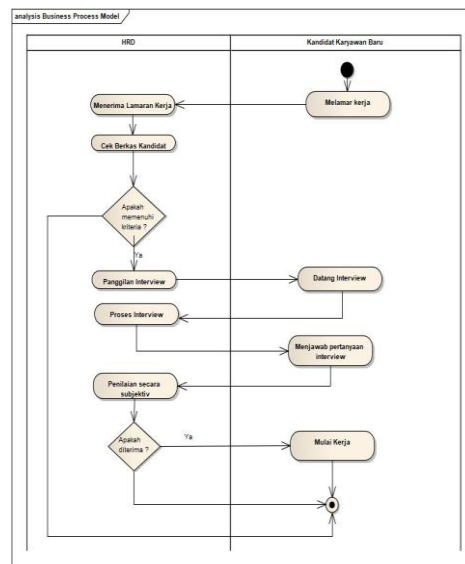 analysis Business Process Model
HRD
Kandidat Karyawan Baru
Melamar kerja
Menerima Lamaran Kerja
Cek Berkas Kandidat
Apakah
memenuhi
kriteria ?
Ya
Panggilan Interview
Datang Interview
Proses Interview
Menjawab pertanyaan
interview
Penilaian secara
subjektiv
Apakah
diterima ?
Ya
Mulai Kerja